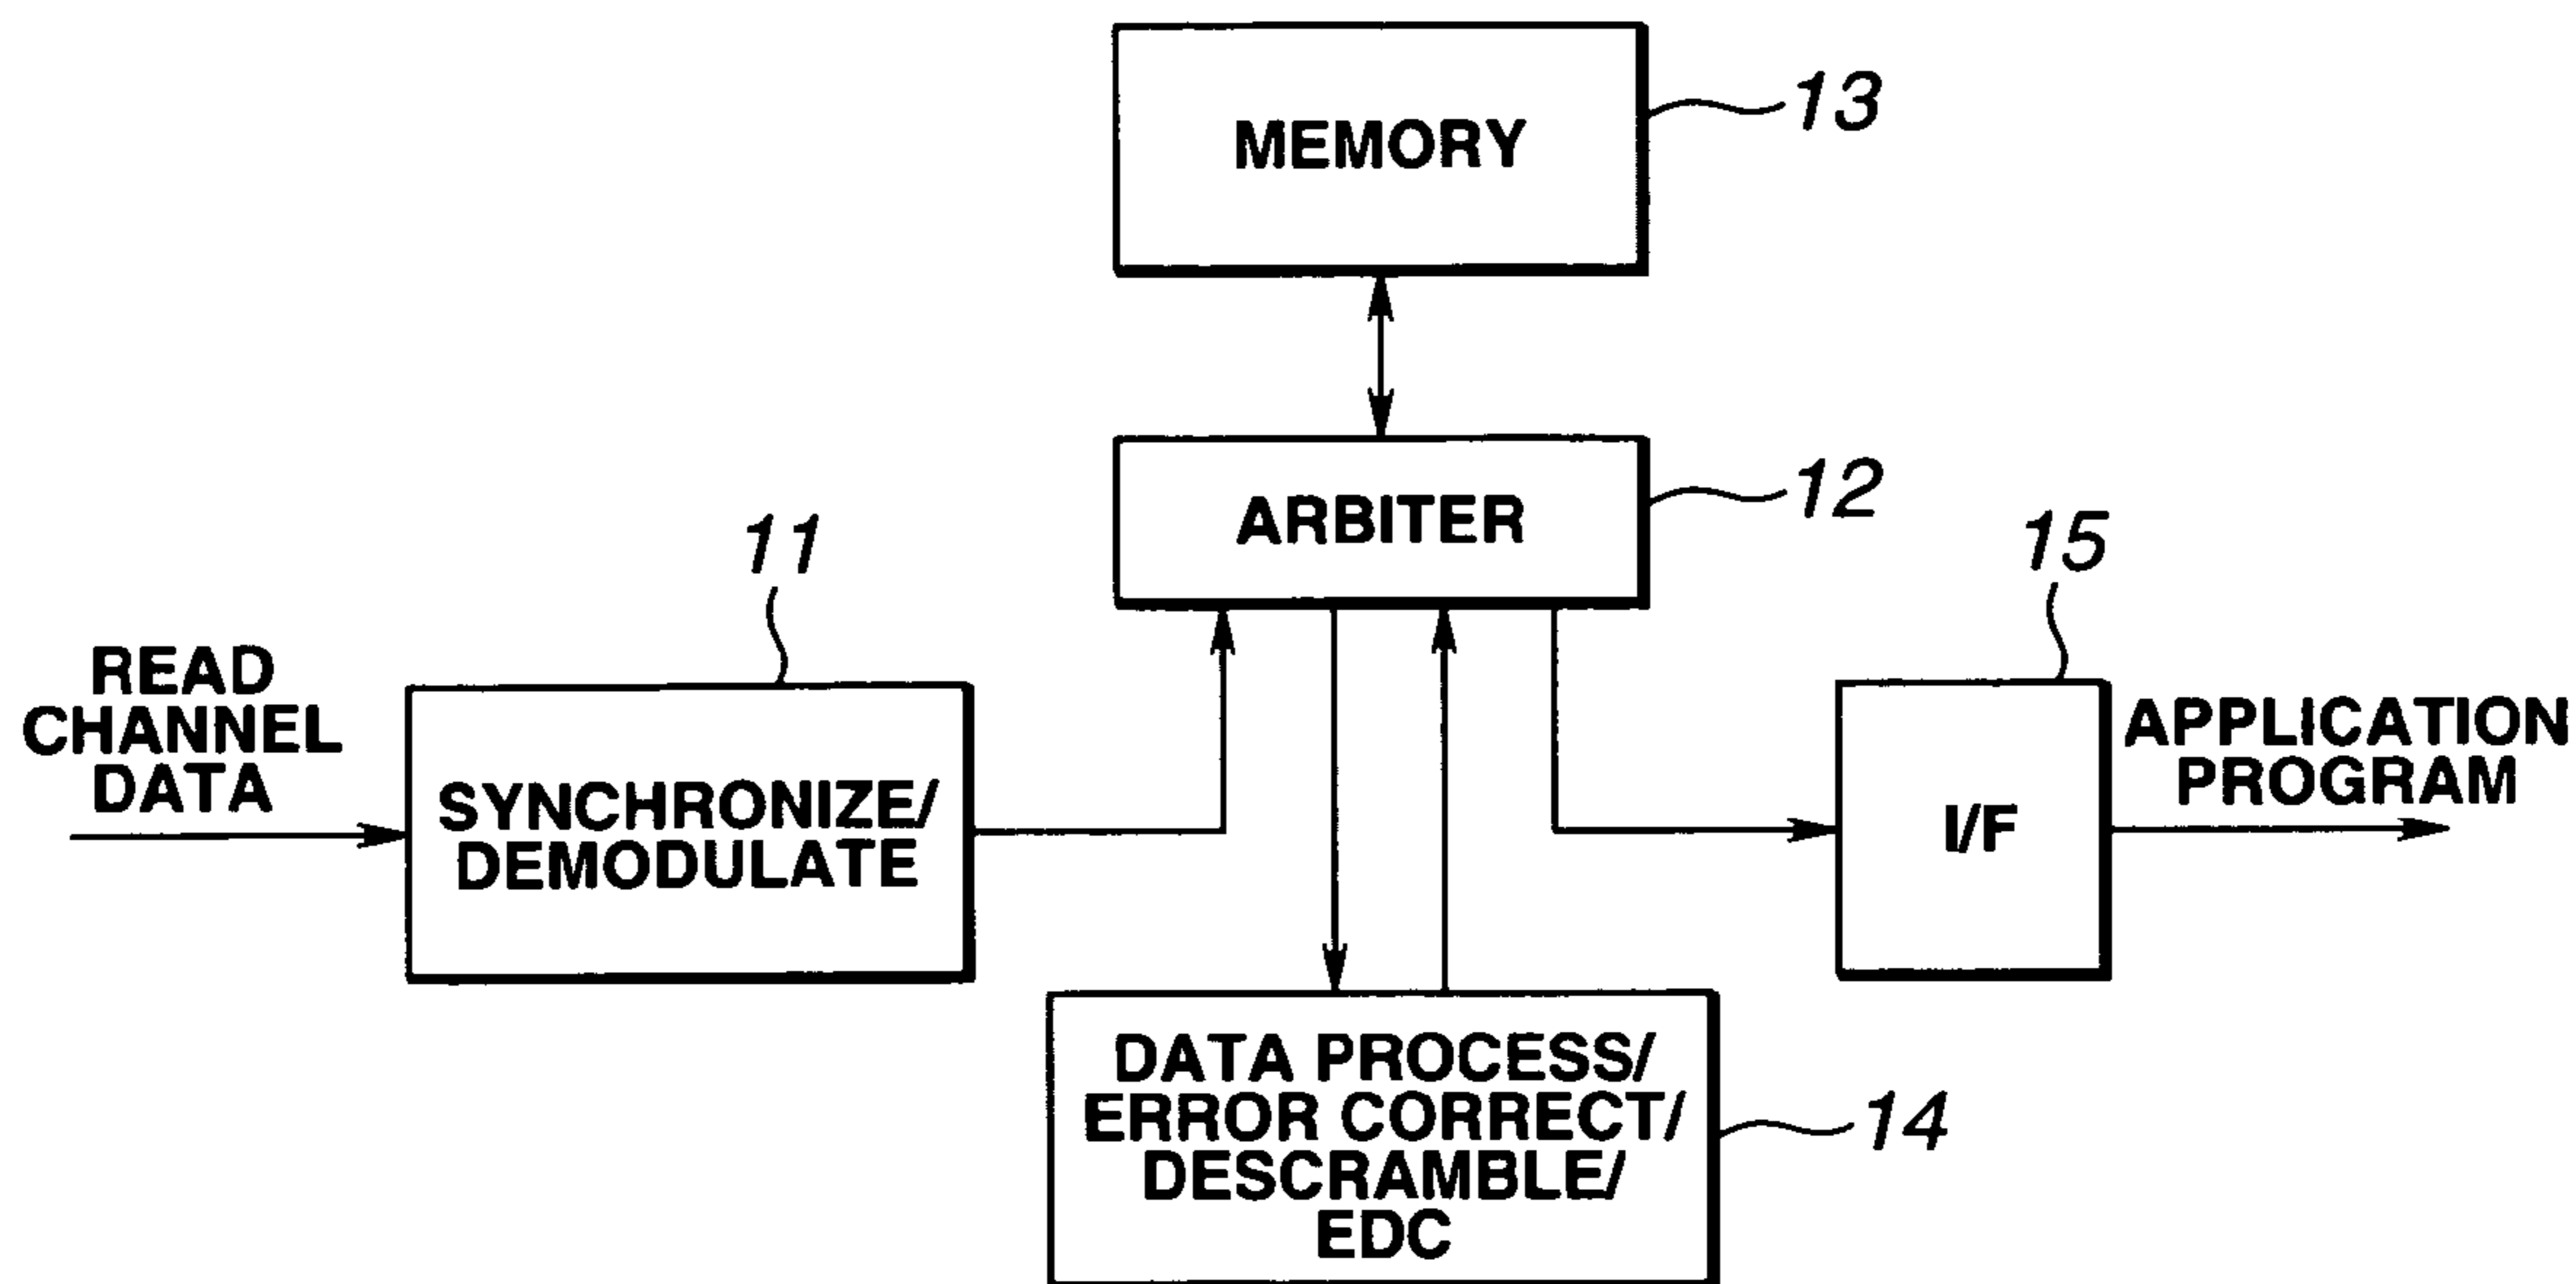 MEMORY
13
ARBITER
12
11
15
READ
CHANNEL
DATA
SYNCHRONIZE/
DEMODULATE
I/F
APPLICATION
PROGRAM
DATA PROCESS/
ERROR CORRECT/
DESCRAMBLE/
EDC
14